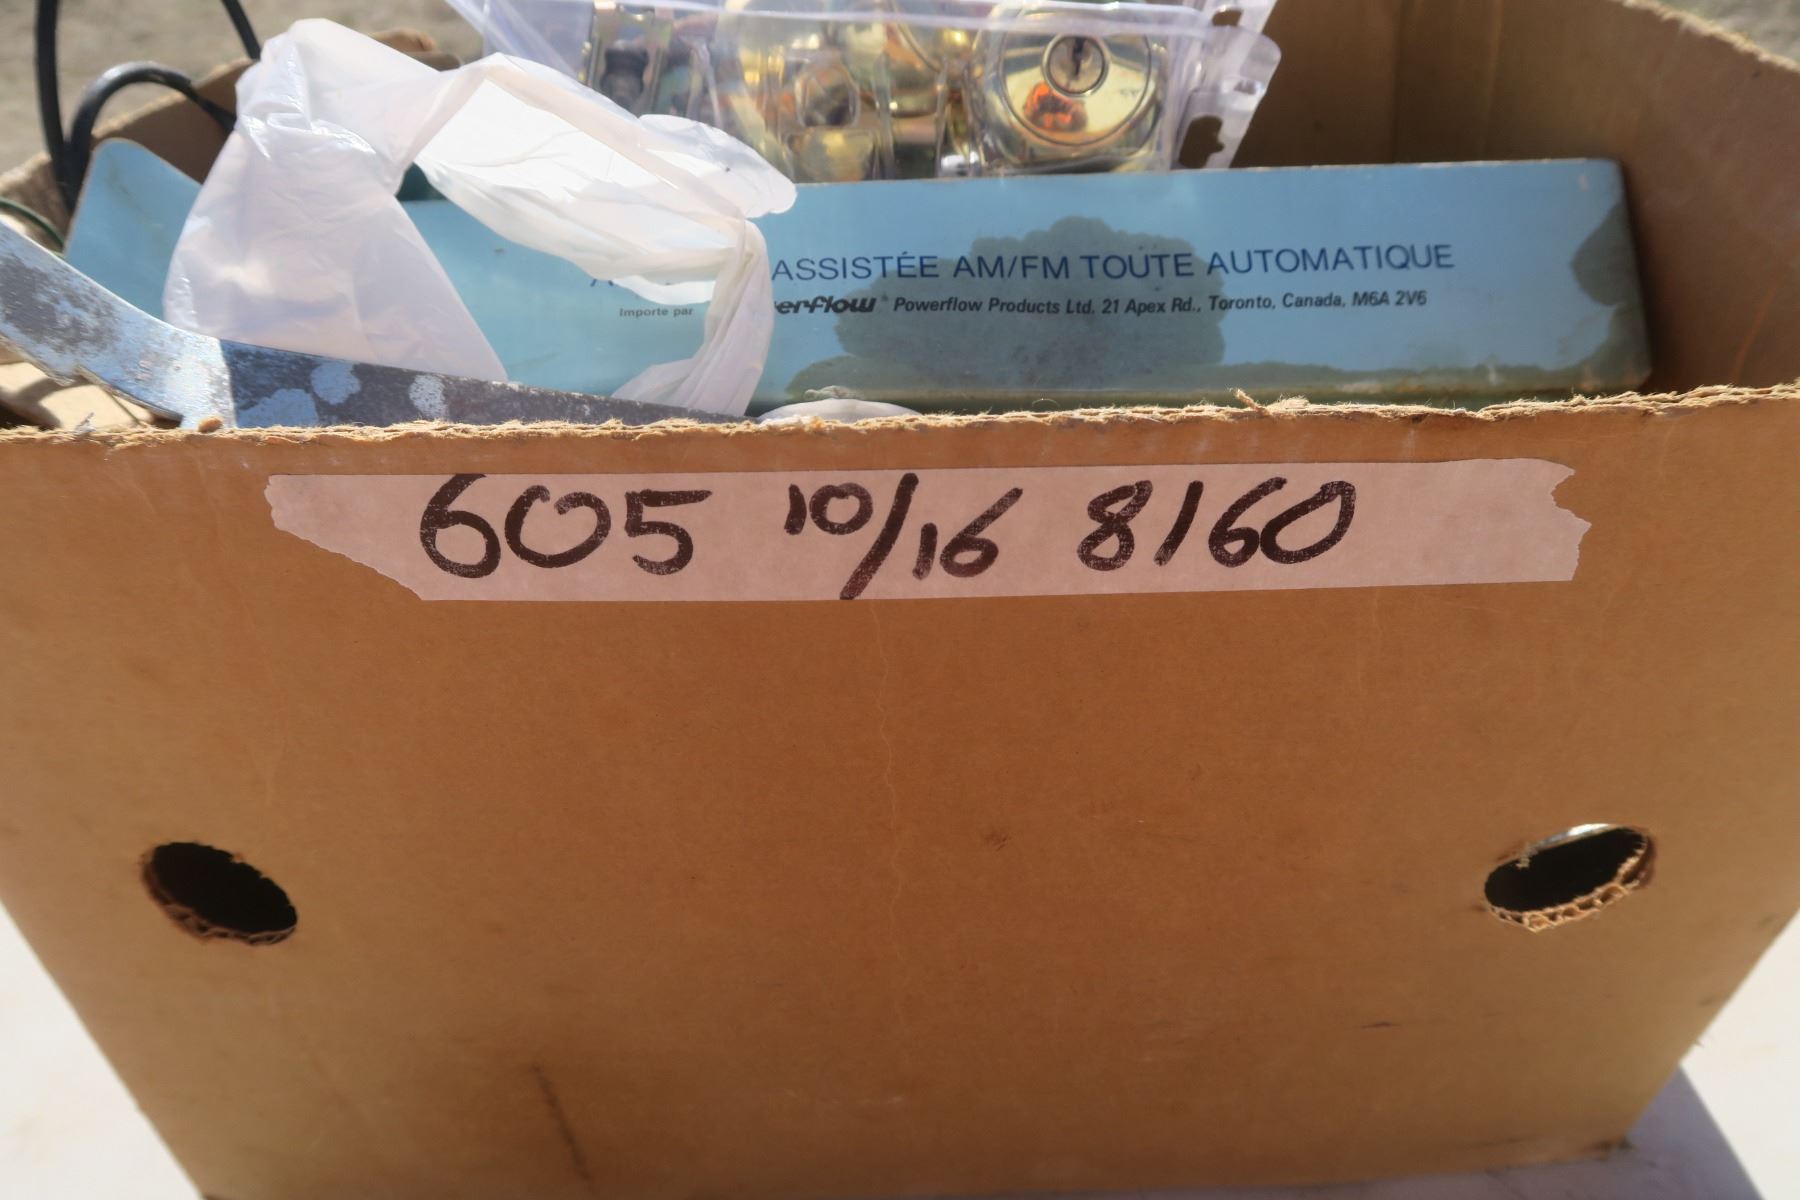 ASSISTÉE AM/FM TOUTE AUTOMATIQUE
Importe par Powerflow Products Ltd. 21 Apex Rd., Toronto, Canada, M6A 2V6
605 10/16 8160